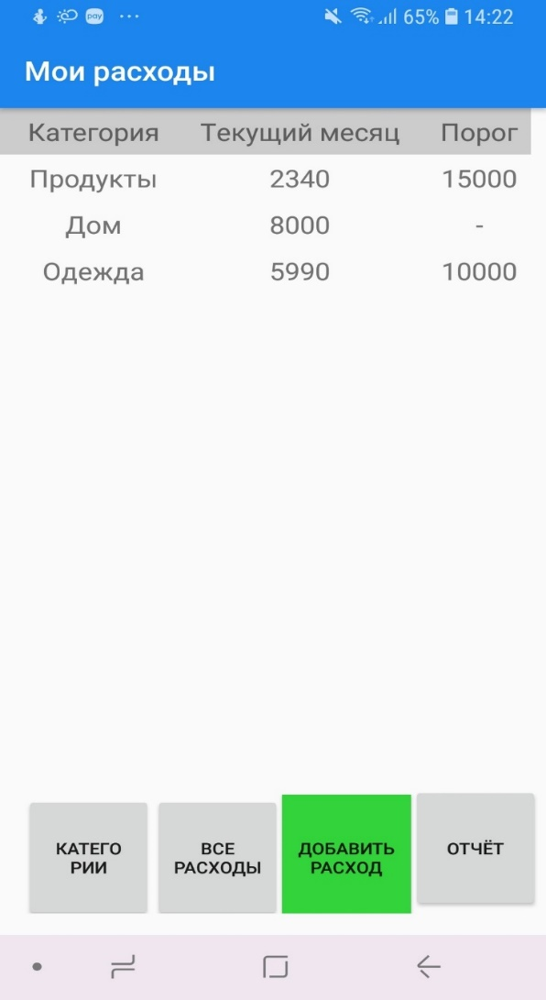 pay ... 65% 14:22
Мои расходы
Категория Текущий месяц Порог
Продукты 2340 15000
Дом 8000 -
Одежда 5990 10000
КАТЕГО
РИИ
ВСЕ
РАСХОДЫ
ДОБАВИТЬ
РАСХОД
ОТЧЁТ